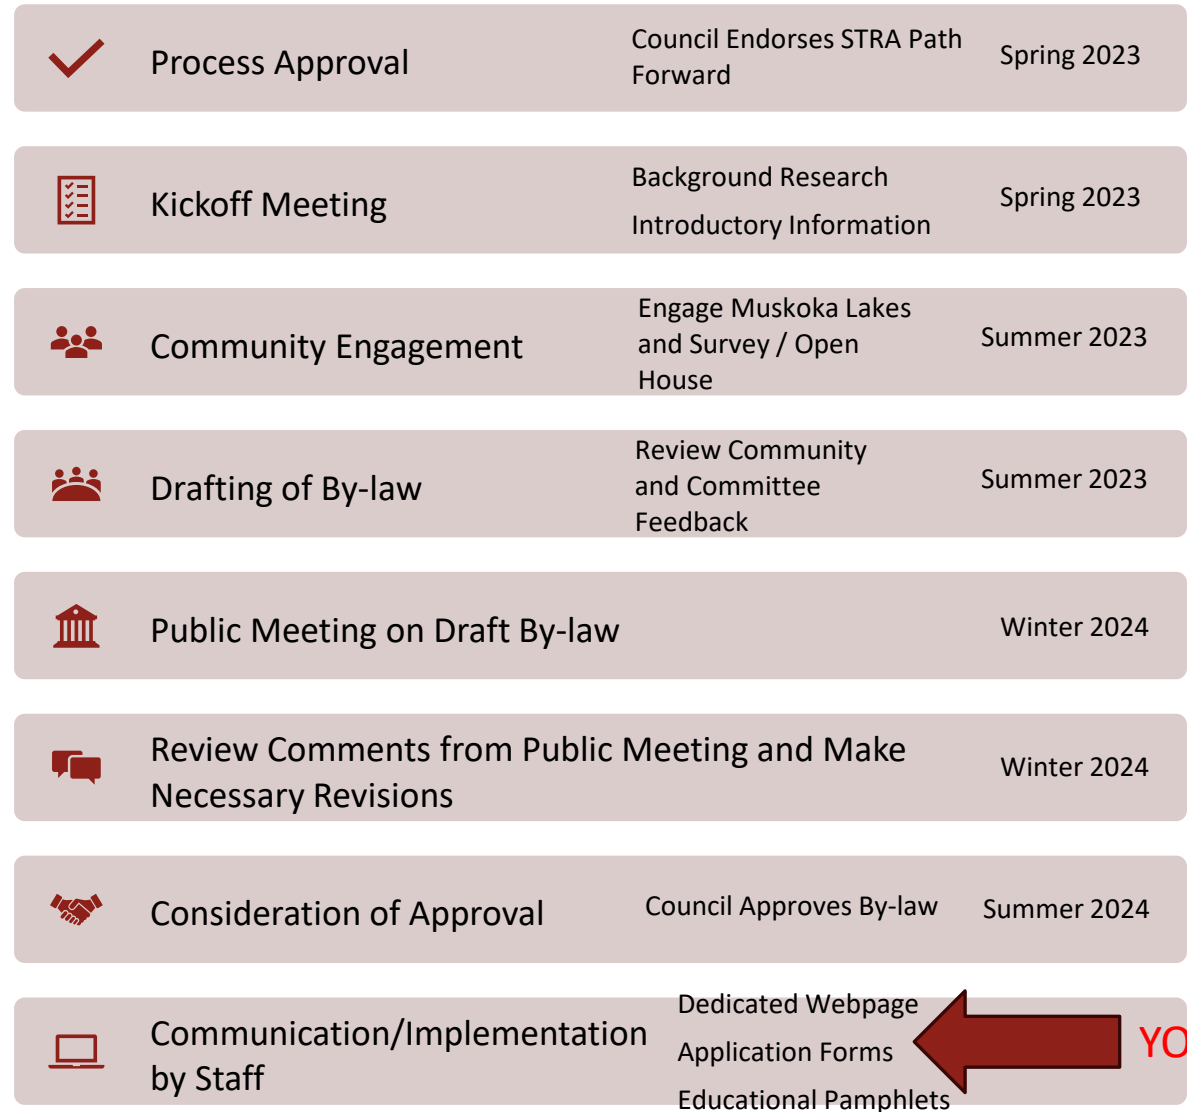 Process Approval
Council Endorses STRA Path
Forward
Spring 2023
Kickoff Meeting
Background Research
Introductory Information
Spring 2023
Community Engagement
Engage Muskoka Lakes
and Survey / Open
House
Summer 2023
Drafting of By-law
Review Community
and Committee
Feedback
Summer 2023
Public Meeting on Draft By-law
Winter 2024
Review Comments from Public Meeting and Make
Necessary Revisions
Winter 2024
Consideration of Approval
Council Approves By-law
Summer 2024
Communication/Implementation
by Staff
Dedicated Webpage
Application Forms
Educational Pamphlets
YO